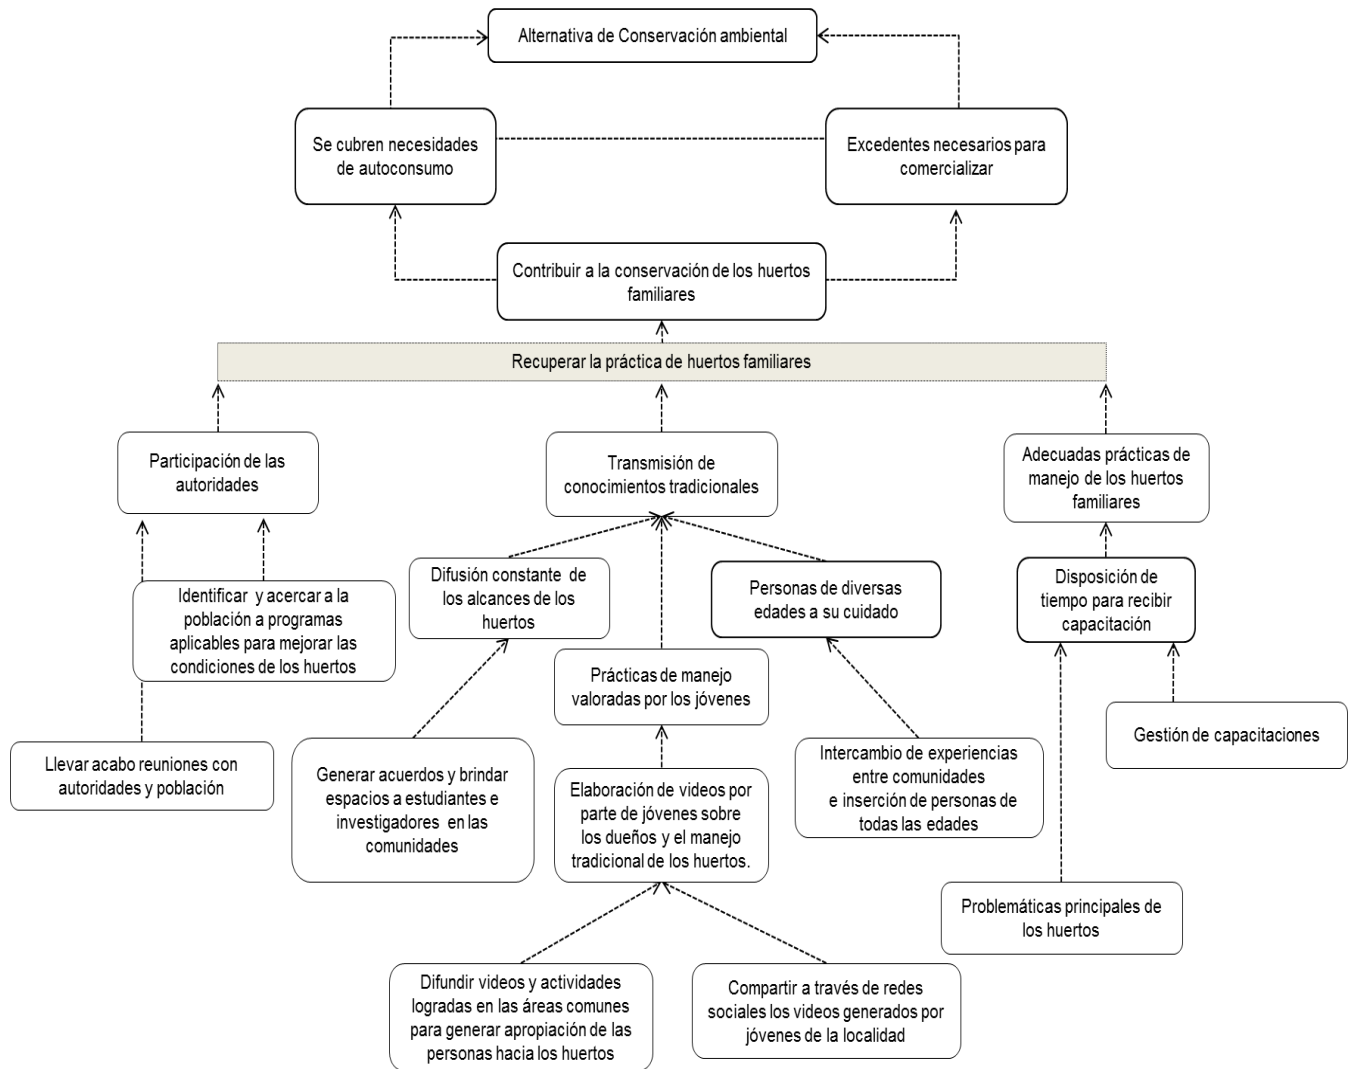 Alternativa de Conservación ambiental
Se cubren necesidades
de autoconsumo
Excedentes necesarios para
comercializar
Contribuir a la conservación de los huertos
familiares
Recuperar la práctica de huertos familiares
Participación de las
autoridades
Transmisión de
conocimientos tradicionales
Adecuadas prácticas de
manejo de los huertos
familiares
Identificar y acercar a la
población a programas
aplicables para mejorar las
condiciones de los huertos
Difusión constante de
los alcances de los
huertos
Personas de diversas
edades a su cuidado
Disposición de
tiempo para recibir
capacitación
Prácticas de manejo
valoradas por los jóvenes
Gestión de capacitaciones
Llevar acabo reuniones con
autoridades y población
Generar acuerdos y brindar
espacios a estudiantes e
investigadores en las
comunidades
Elaboración de videos por
parte de jóvenes sobre
los dueños y el manejo
tradicional de los huertos.
Intercambio de experiencias
entre comunidades
e inserción de personas de
todas las edades
Problemáticas principales de
los huertos
Difundir videos y actividades
logradas en las áreas comunes
para generar apropiación de las
personas hacia los huertos
Compartir a través de redes
sociales los videos generados por
jóvenes de la localidad